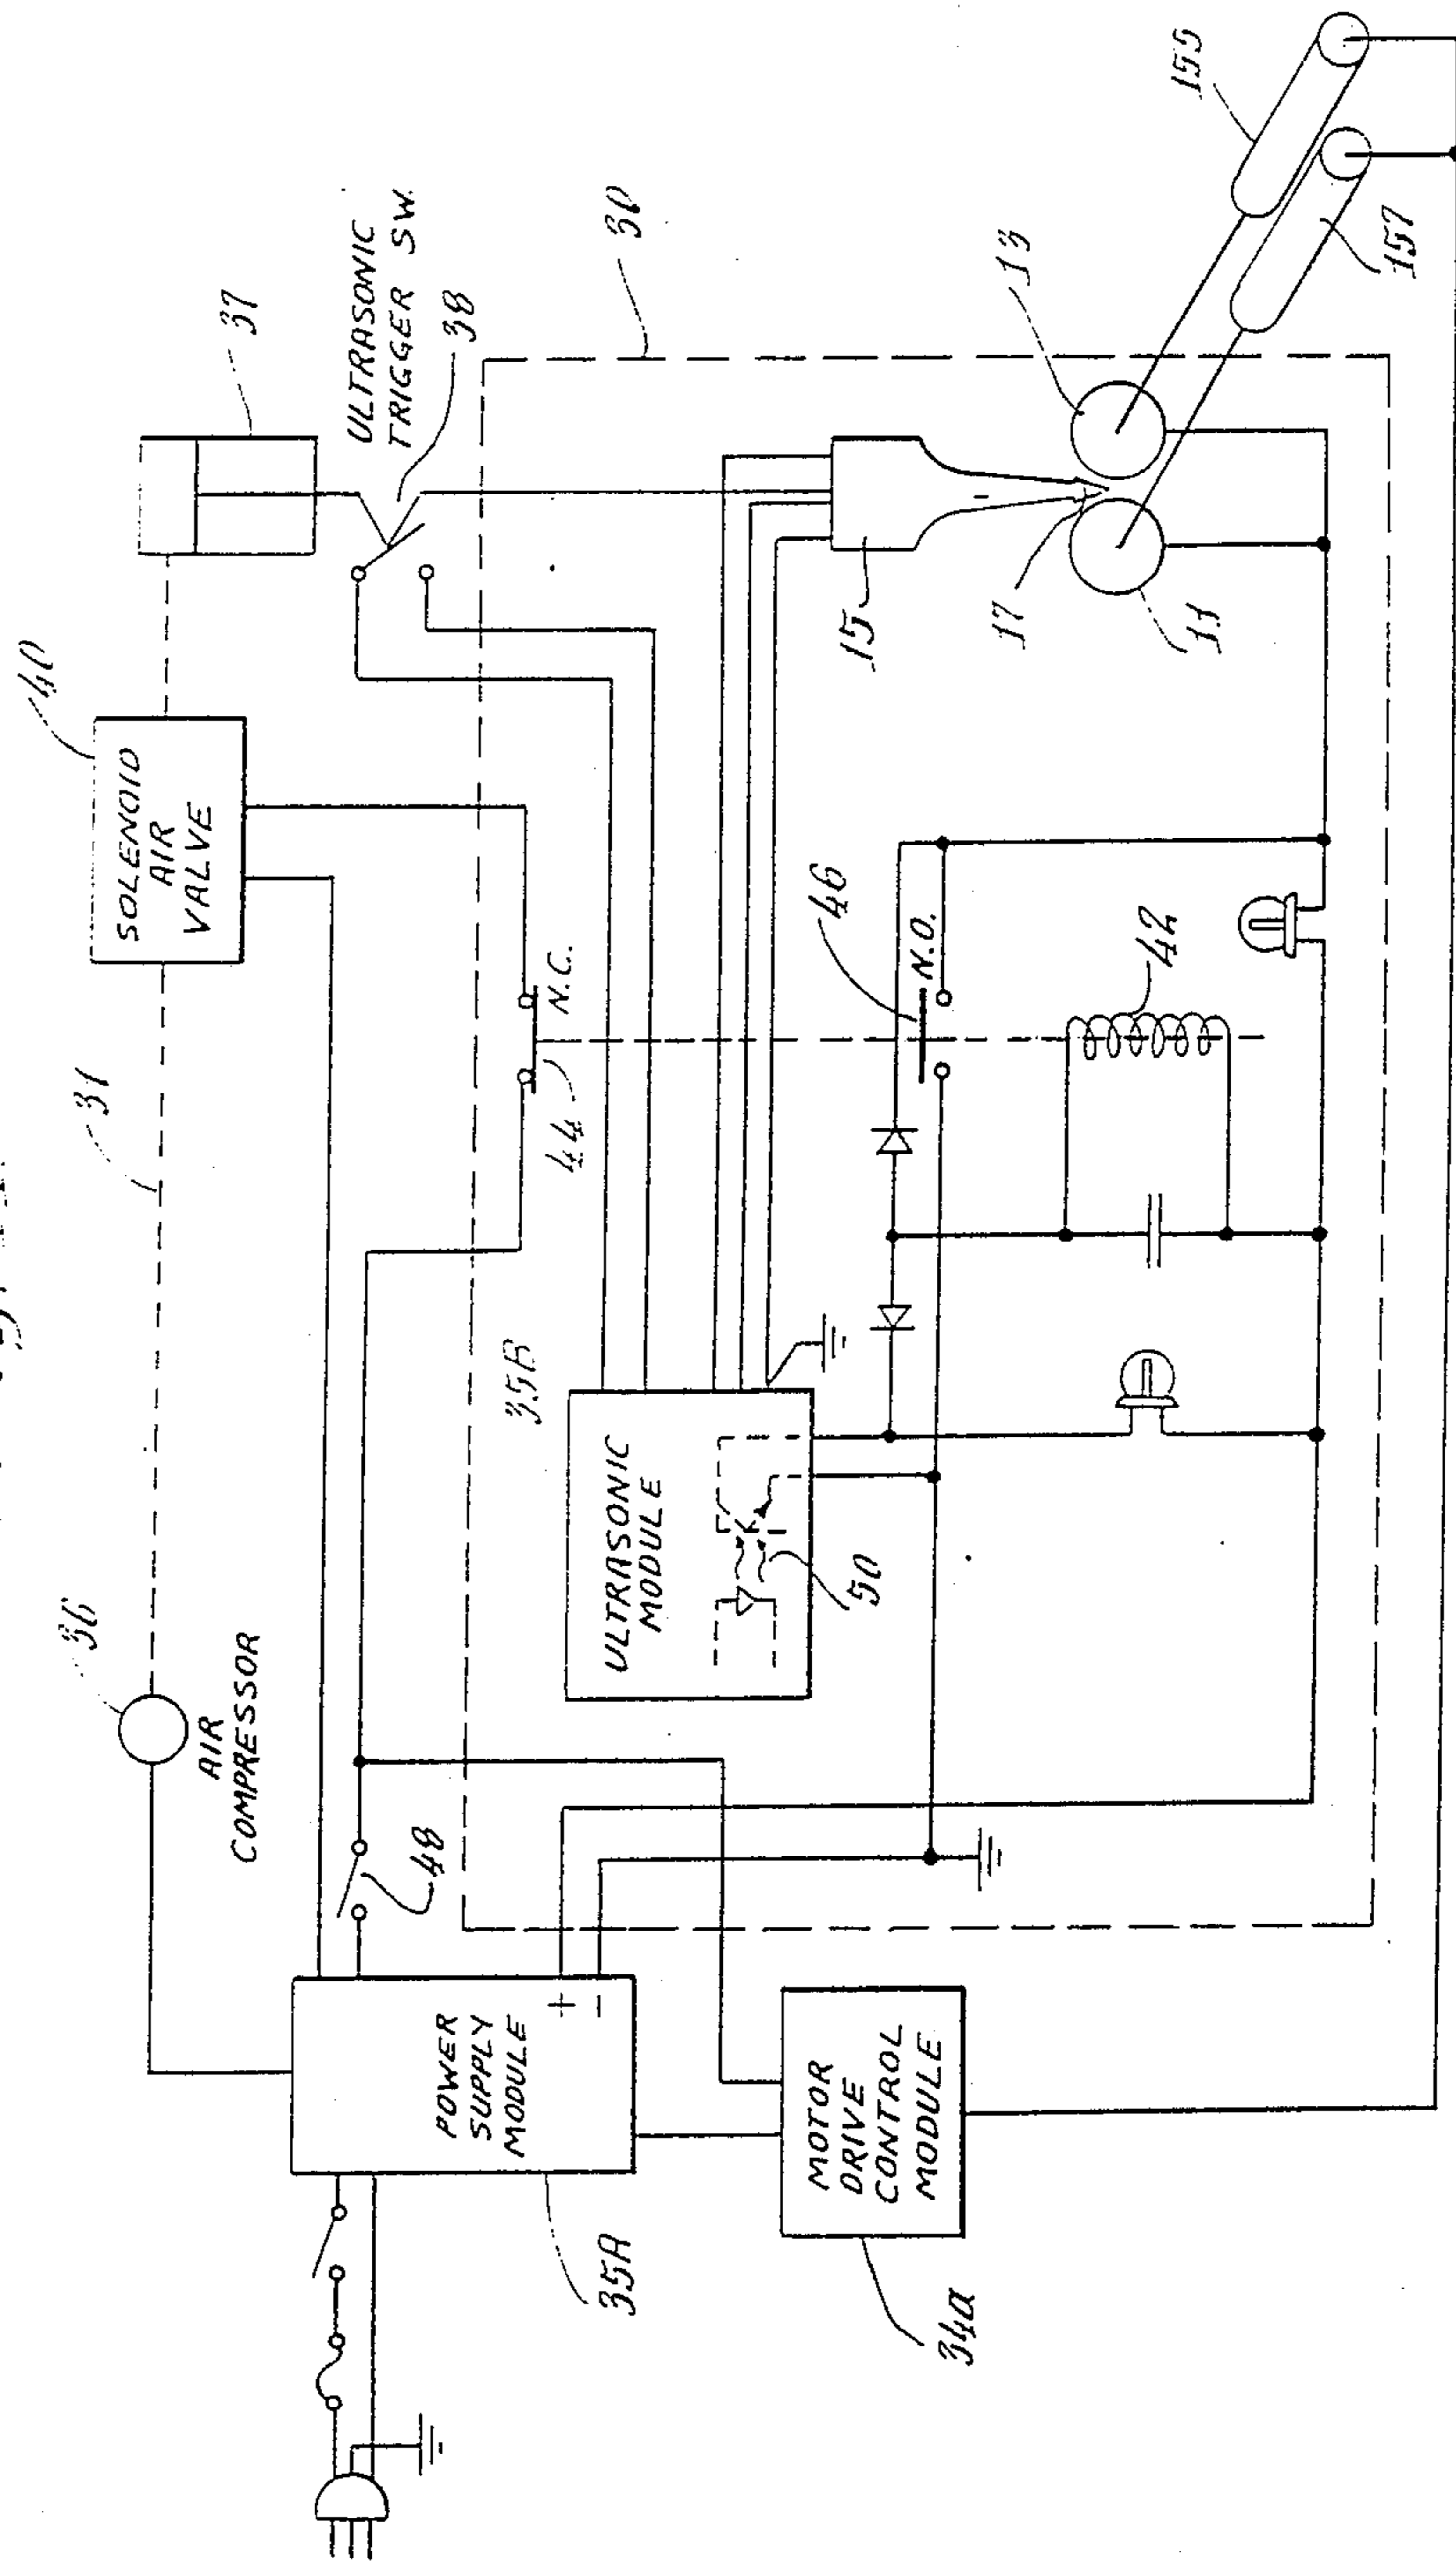 40
SOLENOID
AIR
VALVE
37
ULTRASONIC
TRIGGER SW.
38
30
31
36
AIR
COMPRESSOR
48
44
N.C.
35B
ULTRASONIC
MODULE
50
46
N.O.
42
15
17
13
11
155
157
POWER
SUPPLY
MODULE
+
-
35A
MOTOR
DRIVE
CONTROL
MODULE
34a